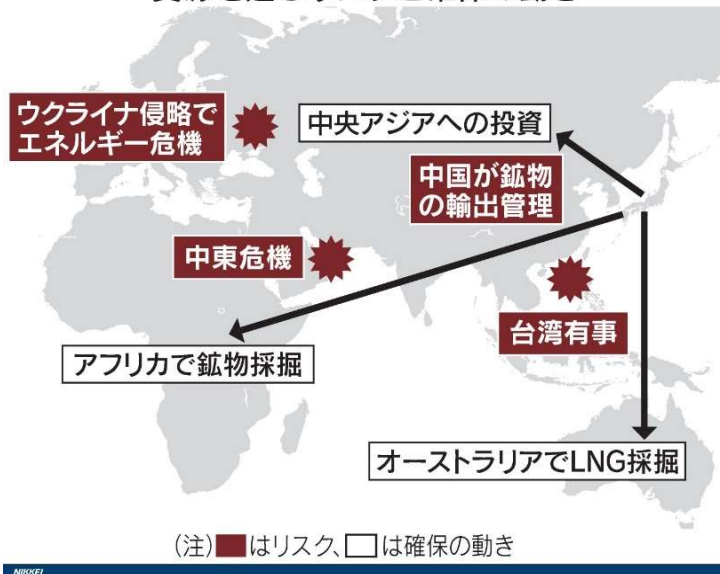 ウクライナ侵略で
エネルギー危機
中央アジアへの投資
中国が鉱物
の輸出管理
中東危機
台湾有事
アフリカで鉱物採掘
オーストラリアでLNG採掘
(注)■はリスク、□は確保の動き
NIKKEI